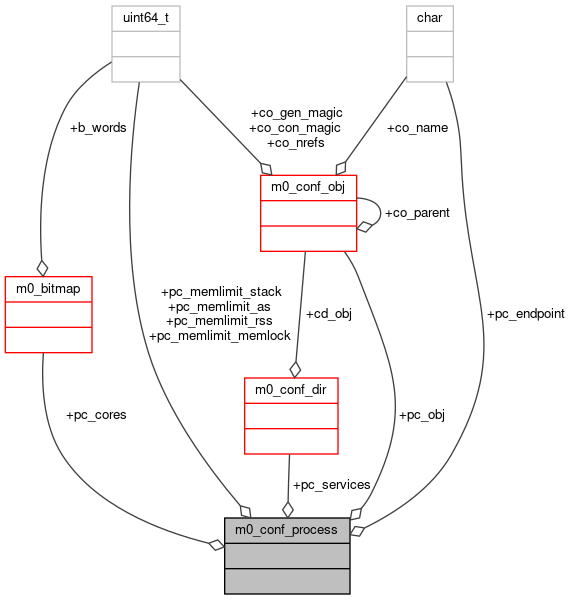 uint64_t
char
+co_gen_magic
+co_con_magic
+co_nrefs
+b_words
+co_name
m0_conf_obj
+co_parent
m0_bitmap
+pc_memlimit_stack
+pc_memlimit_as
+pc_memlimit_rss
+pc_memlimit_memlock
+cd_obj
+pc_endpoint
m0_conf_dir
+pc_cores
+pc_obj
+pc_services
m0_conf_process